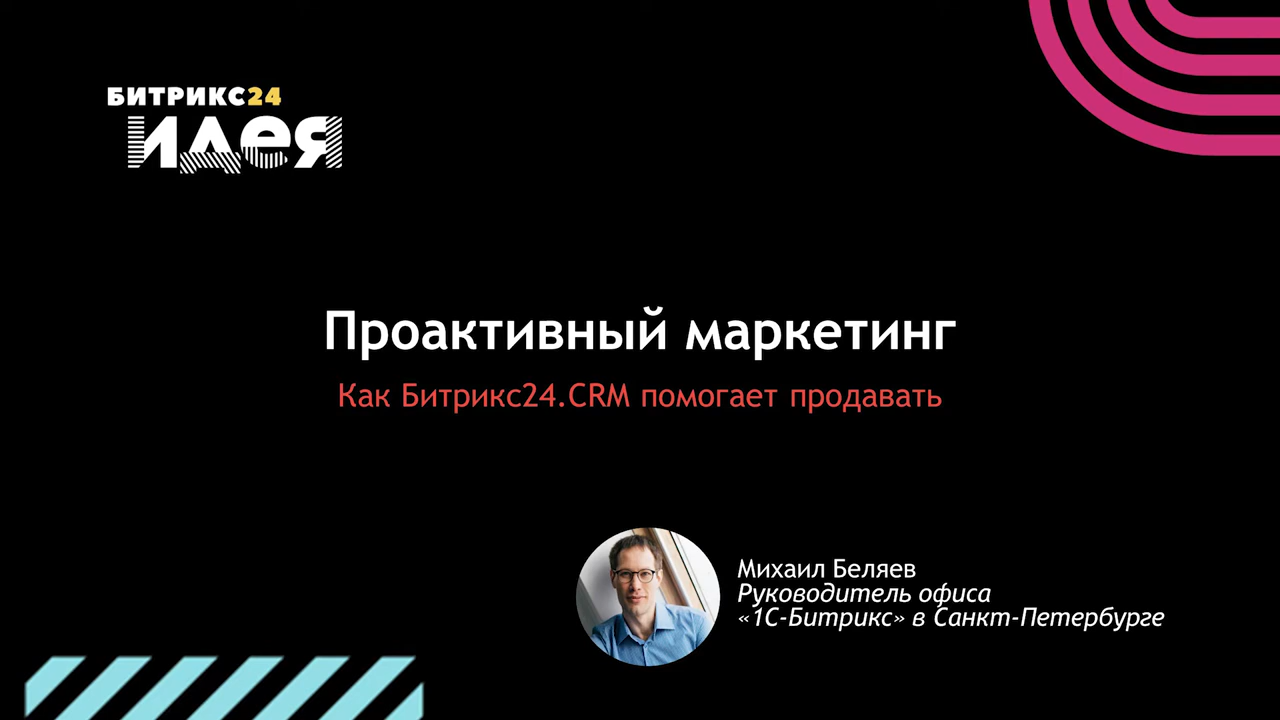 БИТРИКС24
идея
Проактивный маркетинг
Как Битрикс24.CRM помогает продавать
Михаил Беляев
Руководитель офиса
«1С-Битрикс» в Санкт-Петербурге